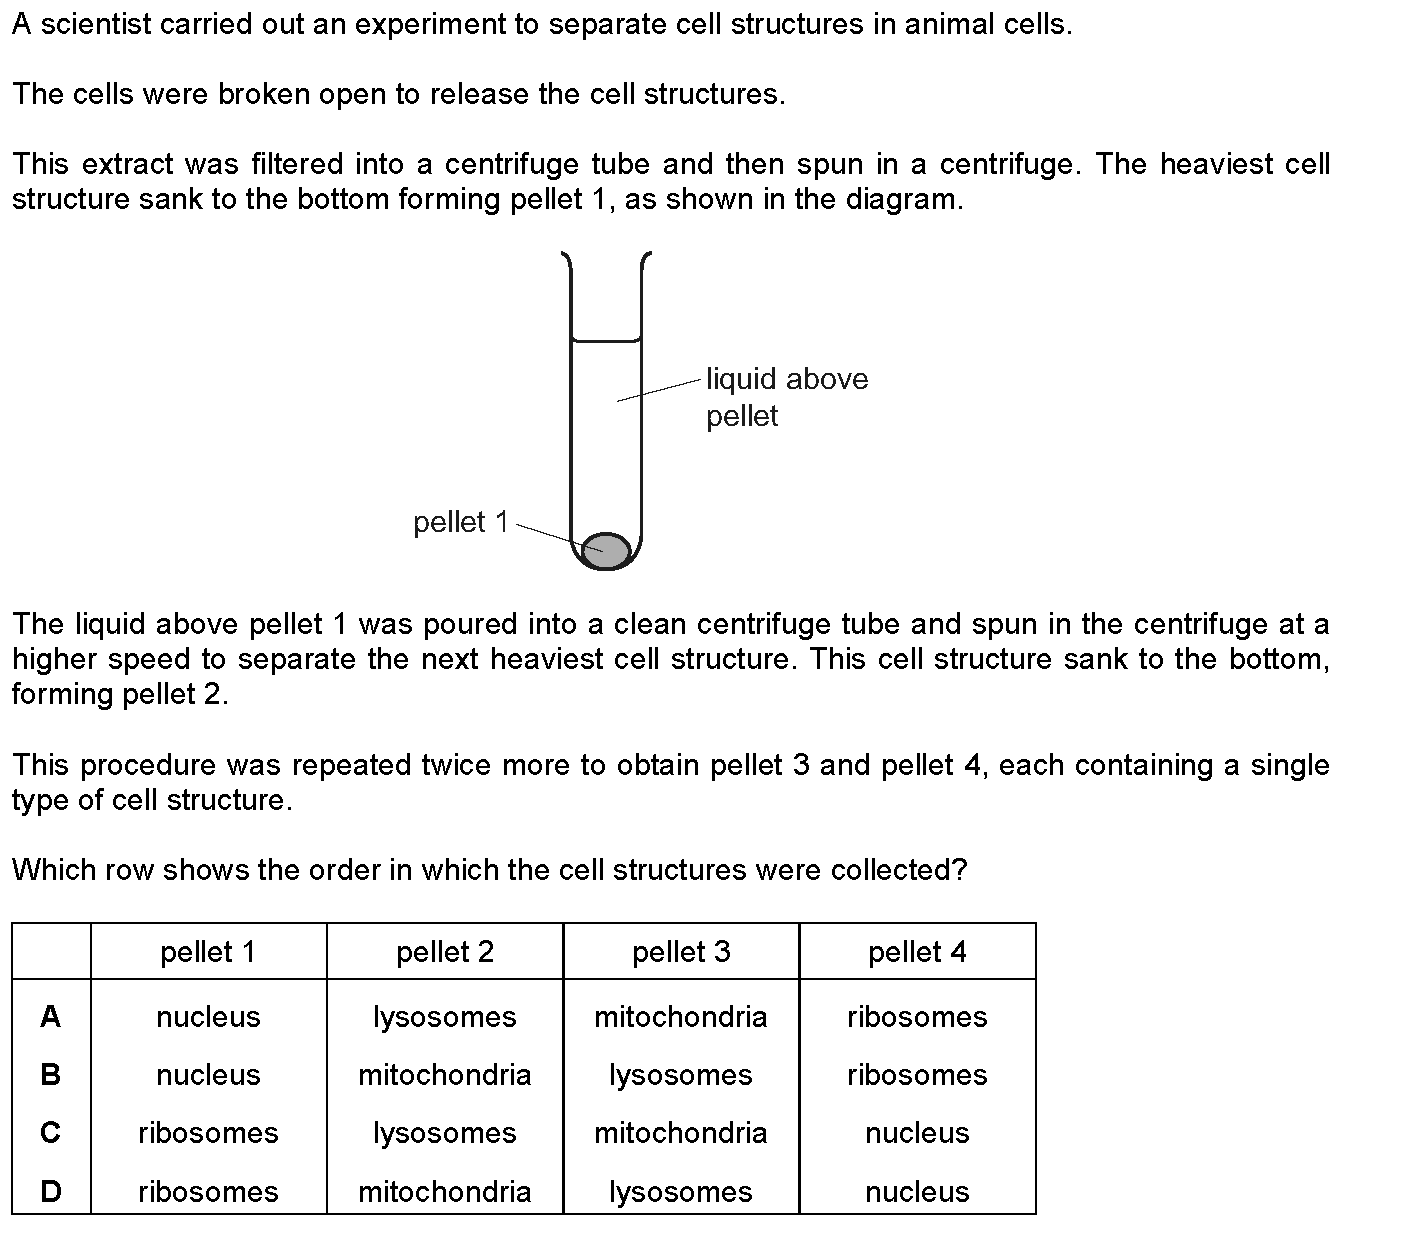 A scientist carried out an experiment to separate cell structures in animal cells.
The cells were broken open to release the cell structures.
This extract was filtered into a centrifuge tube and then spun in a centrifuge. The heaviest cell
structure sank to the bottom forming pellet 1, as shown in the diagram.
liquid above
pellet
pellet 1
The liquid above pellet 1 was poured into a clean centrifuge tube and spun in the centrifuge at a
higher speed to separate the next heaviest cell structure. This cell structure sank to the bottom,
forming pellet 2.
This procedure was repeated twice more to obtain pellet 3 and pellet 4, each containing a single
type of cell structure.
Which row shows the order in which the cell structures were collected?
pellet 1 pellet 2 pellet 3 pellet 4
A nucleus lysosomes mitochondria ribosomes
B nucleus mitochondria lysosomes ribosomes
C ribosomes lysosomes mitochondria nucleus
D ribosomes mitochondria lysosomes nucleus